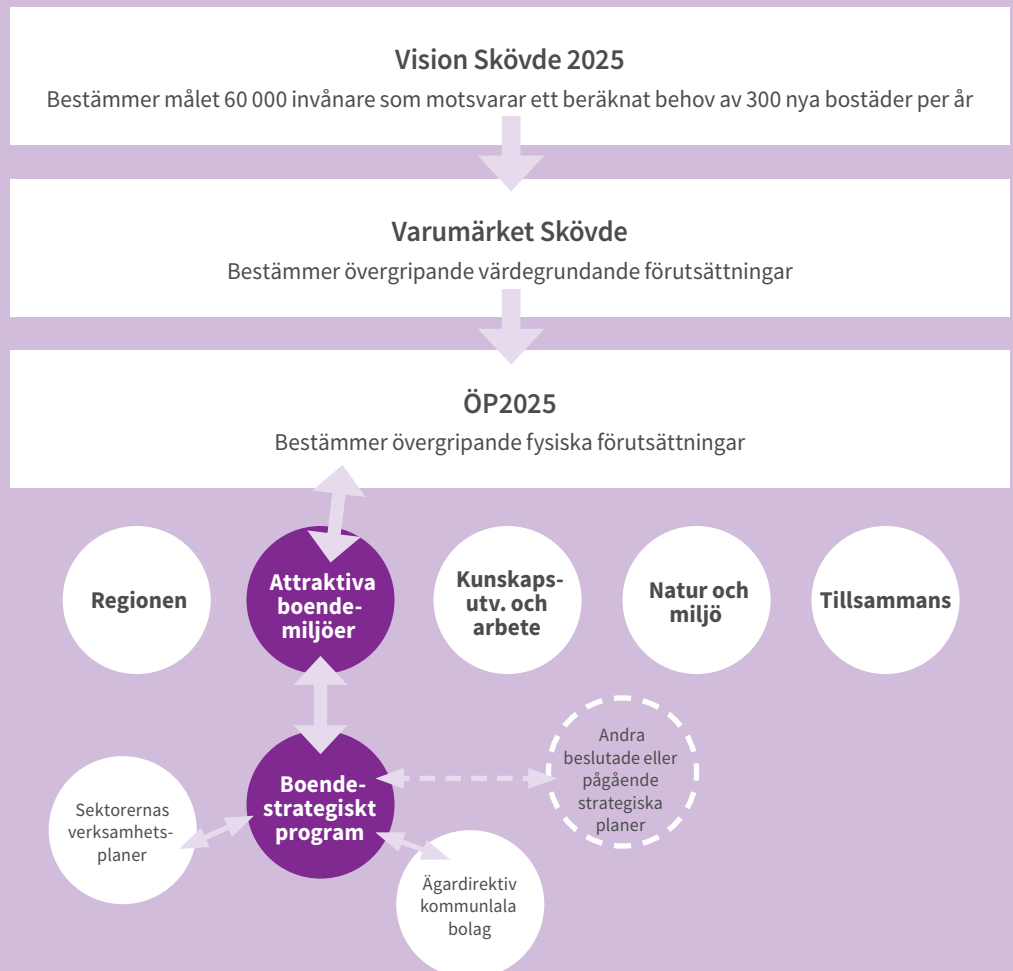 Vision Skövde 2025
Bestämmer målet 60 000 invånare som motsvarar ett beräknat behov av 300 nya bostäder per år
Varumärket Skövde
Bestämmer övergripande värdegrundande förutsättningar
ÖP2025
Bestämmer övergripande fysiska förutsättningar
Regionen
Attraktiva
boende-
miljöer
Kunskaps-
utv. och
arbete
Natur och
miljö
Tillsammans
Sektorernas
verksamhets-
planer
Boende-
strategiskt
program
Andra
beslutade eller
pågående
strategiska
planer
Ägardirektiv
kommunlala
bolag